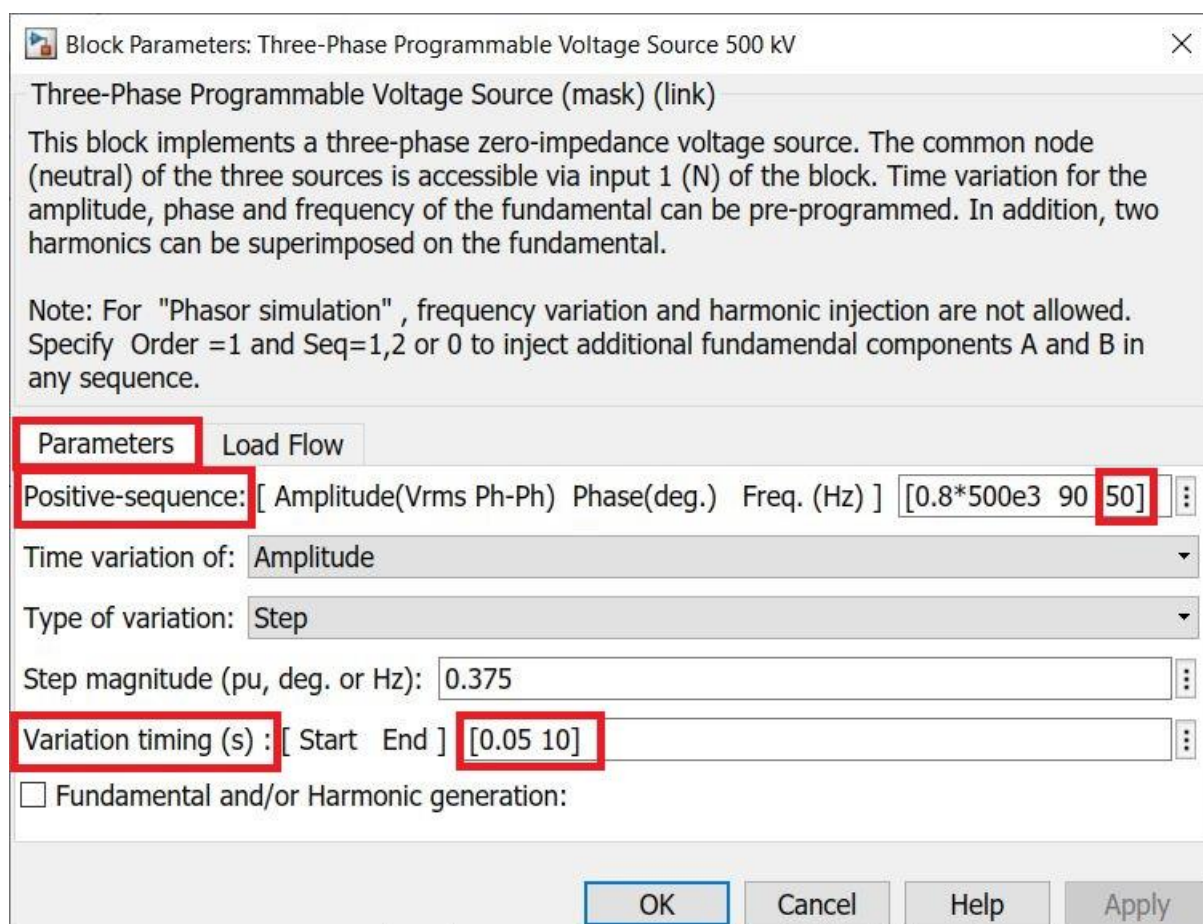 Block Parameters: Three-Phase Programmable Voltage Source 500 kV
Three-Phase Programmable Voltage Source (mask) (link)
This block implements a three-phase zero-impedance voltage source. The common node
(neutral) of the three sources is accessible via input 1 (N) of the block. Time variation for the
amplitude, phase and frequency of the fundamental can be pre-programmed. In addition, two
harmonics can be superimposed on the fundamental.
Note: For "Phasor simulation" , frequency variation and harmonic injection are not allowed.
Specify Order =1 and Seq=1,2 or 0 to inject additional fundamendal components A and B in
any sequence.
Parameters Load Flow
Positive-sequence: [ Amplitude(Vrms Ph-Ph) Phase(deg.) Freq. (Hz) ] [0.8*500e3 90 50]
Time variation of: Amplitude
Type of variation: Step
Step magnitude (pu, deg. or Hz): 0.375
Variation timing (s) : [ Start End ] [0.05 10]
Fundamental and/or Harmonic generation:
OK Cancel Help Apply